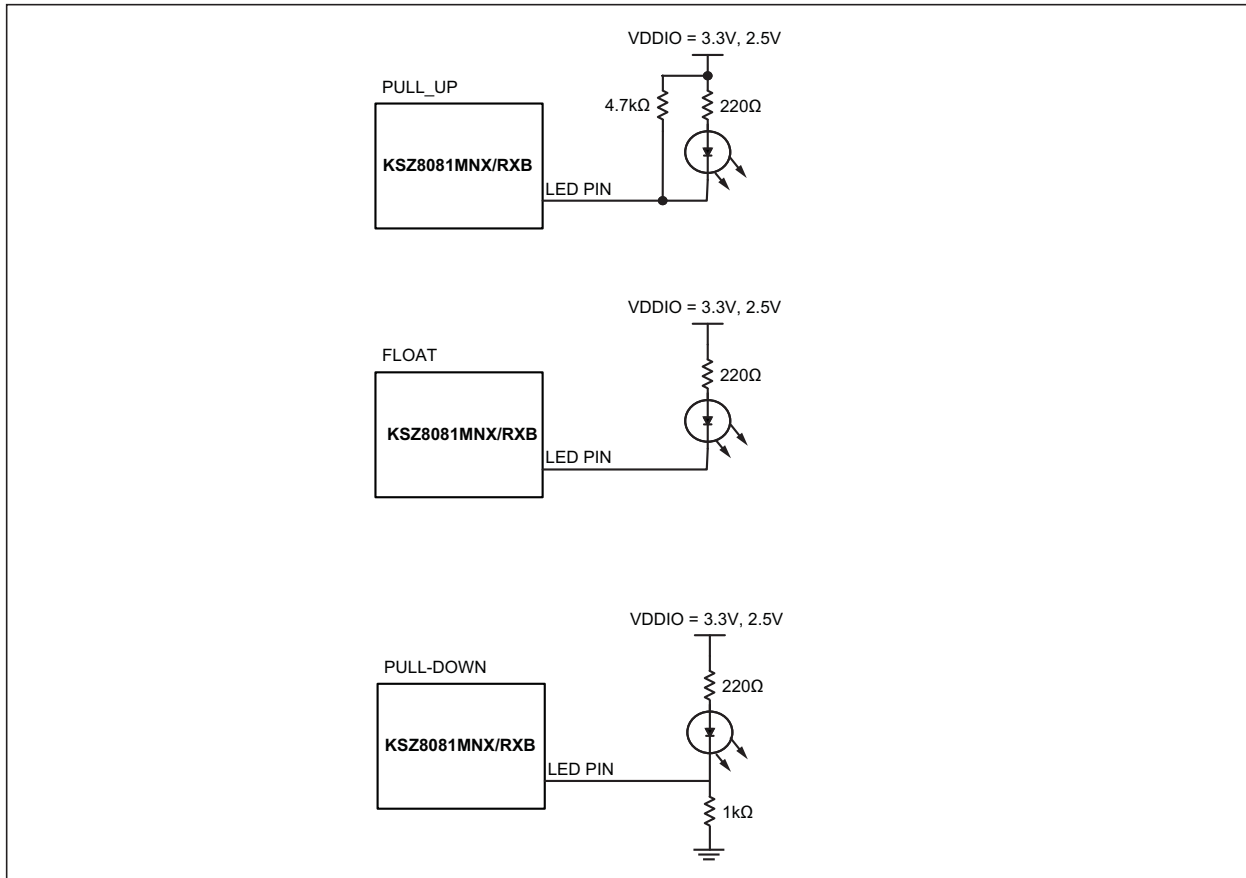 VDDIO = 3.3V, 2.5V
PULL_UP
4.7kΩ
220Ω
KSZ8081MNX/RXB
LED PIN
VDDIO = 3.3V, 2.5V
FLOAT
220Ω
KSZ8081MNX/RXB
LED PIN
VDDIO = 3.3V, 2.5V
PULL-DOWN
220Ω
KSZ8081MNX/RXB
LED PIN
1kΩ